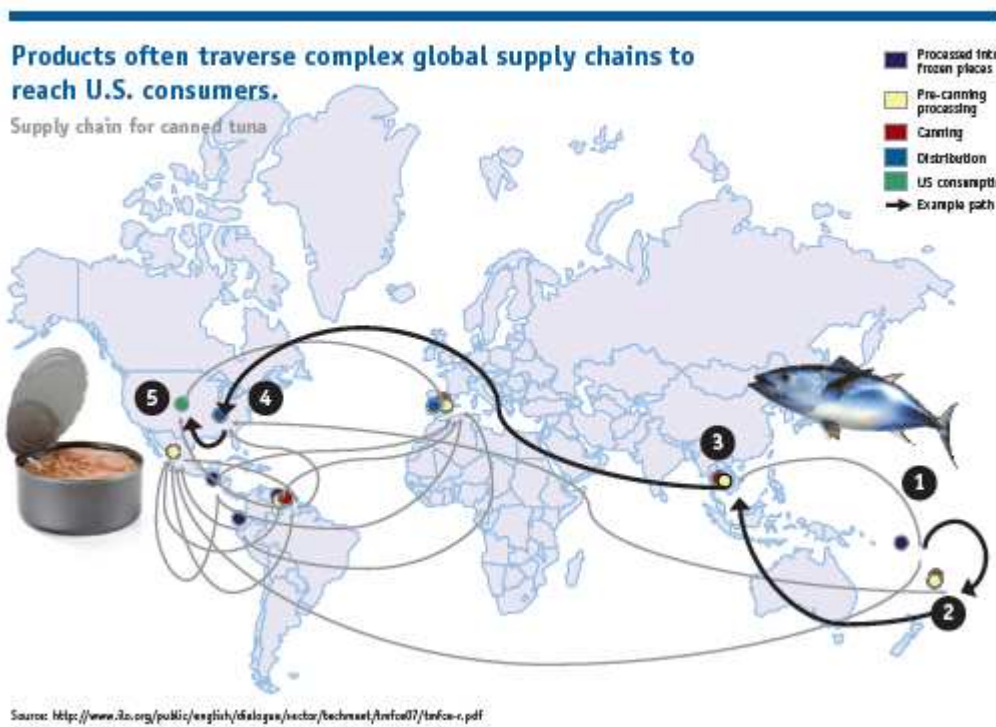 Products often traverse complex global supply chains to
reach U.S. consumers.
Supply chain for canned tuna
Processed into
Frozen pieces
Pre-canning
processing
Canning
Distribution
US consumpti
Example path
5
4
3
1
2
Source: http://www.ilo.org/public/english/dialogue/sector/techmeet/tmfce07/tmfce-r.pdf